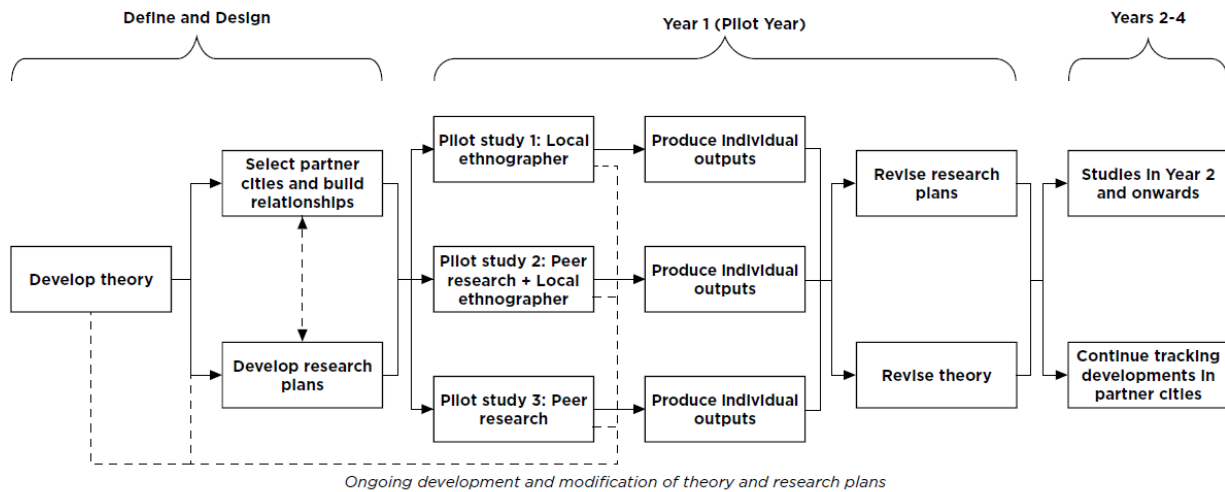 Define and Design
Year 1 (Pilot Year)
Years 2-4
Develop theory
Select partner
cities and build
relationships
Develop research
plans
Pilot study 1: Local
ethnographer
Pilot study 2: Peer
research + Local
ethnographer
Pilot study 3: Peer
research
Produce individual
outputs
Produce individual
outputs
Produce individual
outputs
Revise research
plans
Revise theory
Studies in Year 2
and onwards
Continue tracking
developments in
partner cities
Ongoing development and modification of theory and research plans